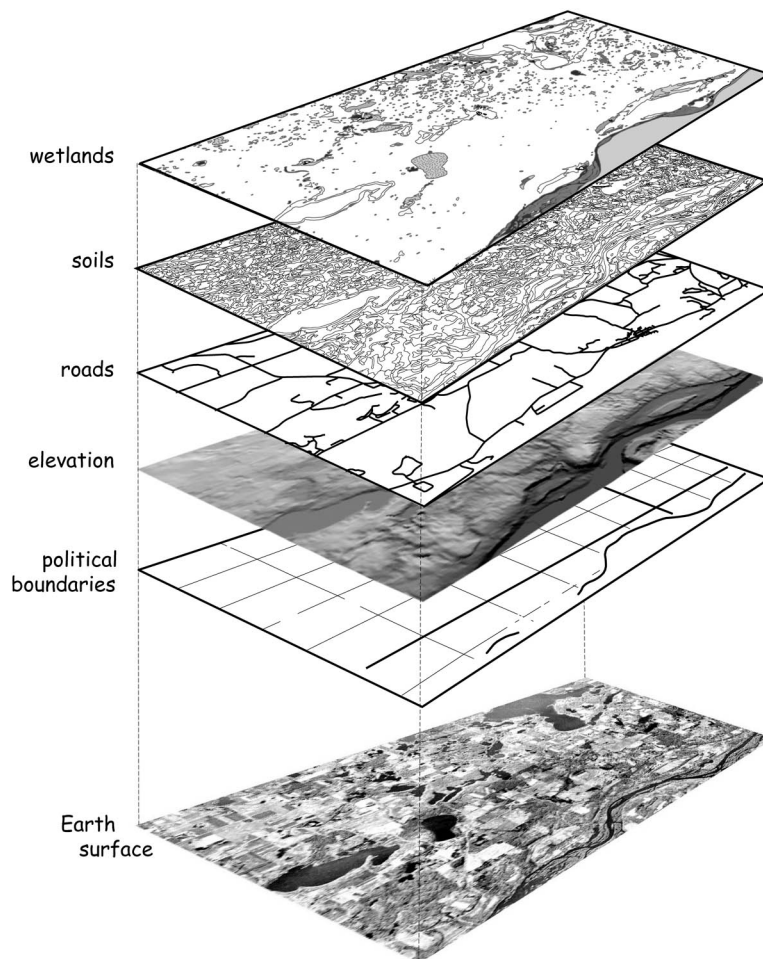 wetlands
soils
roads
elevation
political
boundaries
Earth
surface